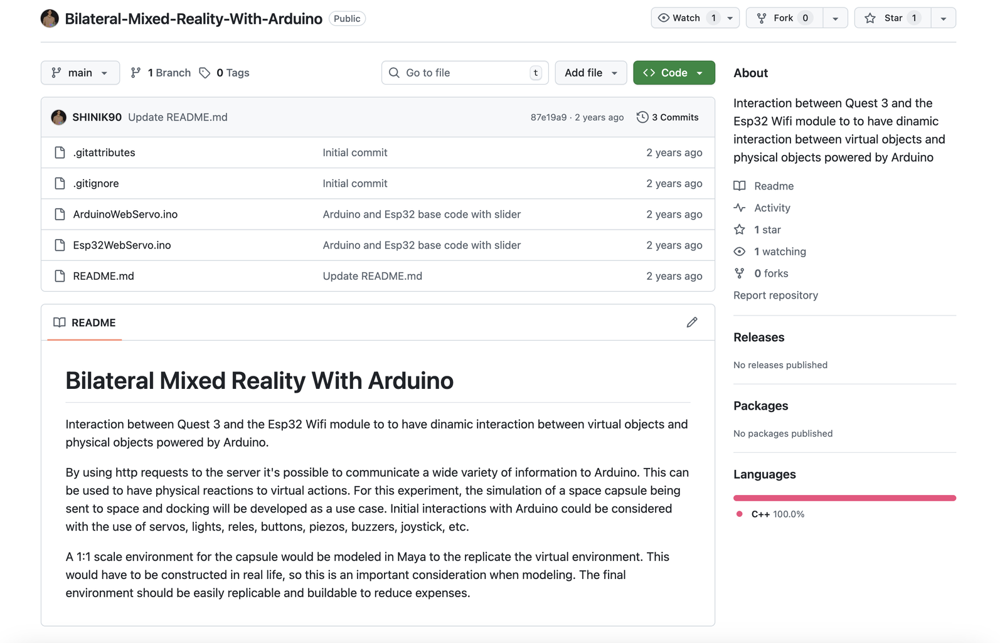 Bilateral-Mixed-Reality-With-Arduino Public
Watch 1
Fork 0
Star 1
main
1 Branch
0 Tags
Go to file t
Add file
Code
SHINIK90 Update README.md 87e19a9 · 2 years ago 3 Commits
.gitattributes Initial commit 2 years ago
.gitignore Initial commit 2 years ago
ArduinoWebServo.ino Arduino and Esp32 base code with slider 2 years ago
Esp32WebServo.ino Arduino and Esp32 base code with slider 2 years ago
README.md Update README.md 2 years ago
README
Bilateral Mixed Reality With Arduino
Interaction between Quest 3 and the Esp32 Wifi module to to have dinamic interaction between virtual objects and
physical objects powered by Arduino.
By using http requests to the server it's possible to communicate a wide variety of information to Arduino. This can
be used to have physical reactions to virtual actions. For this experiment, the simulation of a space capsule being
sent to space and docking will be developed as a use case. Initial interactions with Arduino could be considered
with the use of servos, lights, reles, buttons, piezos, buzzers, joystick, etc.
A 1:1 scale environment for the capsule would be modeled in Maya to the replicate the virtual environment. This
would have to be constructed in real life, so this is an important consideration when modeling. The final
environment should be easily replicable and buildable to reduce expenses.
About
Interaction between Quest 3 and the
Esp32 Wifi module to to have dinamic
interaction between virtual objects and
physical objects powered by Arduino
Readme
Activity
1 star
1 watching
0 forks
Report repository
Releases
No releases published
Packages
No packages published
Languages
C++ 100.0%